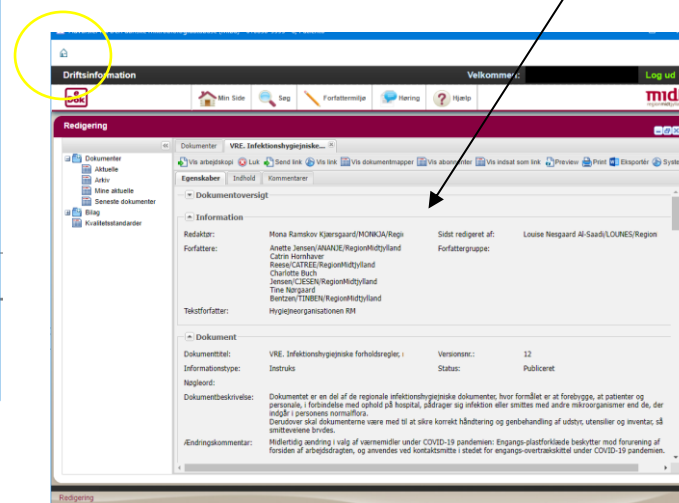 Driftsinformation
Velkommen:
Log ud
Dok
Min Side
Søg
Forfattermiljø
Høring
Hjælp
midt
Redigering
Dokumenter
Aktuelle
Arkiv
Mine aktuelle
Seneste dokumenter
Bilag
Kvalitetsstandarder
Dokumenter
VRE. Infektionshygiejniske...
Vis arbejdskopi Luk Send link Vis link Vis dokumentmapper Vis abonnenter Vis indsat som link Preview Print Eksportér Syste
Egenskaber Indhold Kommentarer
Dokumentoversigt
Information
Redaktør: Mona Ramskov Kjærsgaard/MONKJA/Regi Sidst redigeret af: Louise Nesgaard Al-Saadi/LOUNES/Region
Forfattere: Anette Jensen/ANANJE/RegionMidtjylland Forfattergruppe:
Catrin Hornhaver
Reese/CATREE/RegionMidtjylland
Charlotte Buch
Jensen/CJESEN/RegionMidtjylland
Tine Nørgaard
Bentzen/TINBEN/RegionMidtjylland
Tekstforfatter: Hygiejneorganisationen RM
Dokument
Dokumenttitel: VRE. Infektionshygiejniske forholdsregler, Versionsnr.: 12
Informationstype: Instruks Status: Publiceret
Nøgleord:
Dokumentbeskrivelse: Dokumentet er en del af de regionale infektionshygiejniske dokumenter, hvor formålet er at forebygge, at patienter og
personale, i forbindelse med ophold på hospital, pådrager sig infektion eller smittes med andre mikroorganismer end de, der
indgår i personens normalflora.
Derudover skal dokumenterne være med til at sikre korrekt håndtering og genbehandling af udstyr, utensilier og inventar, så
smitteveiene brydes.
Ændringskommentar: Midlertidig ændring i valg af værnemidler under COVID-19 pandemien: Engangs-plastforklæde beskytter mod forurening af
forsiden af arbejdsdragten, og anvendes ved kontaktsmitte i stedet for engangs-overtrækskittel under COVID-19 pandemien.
Redigering